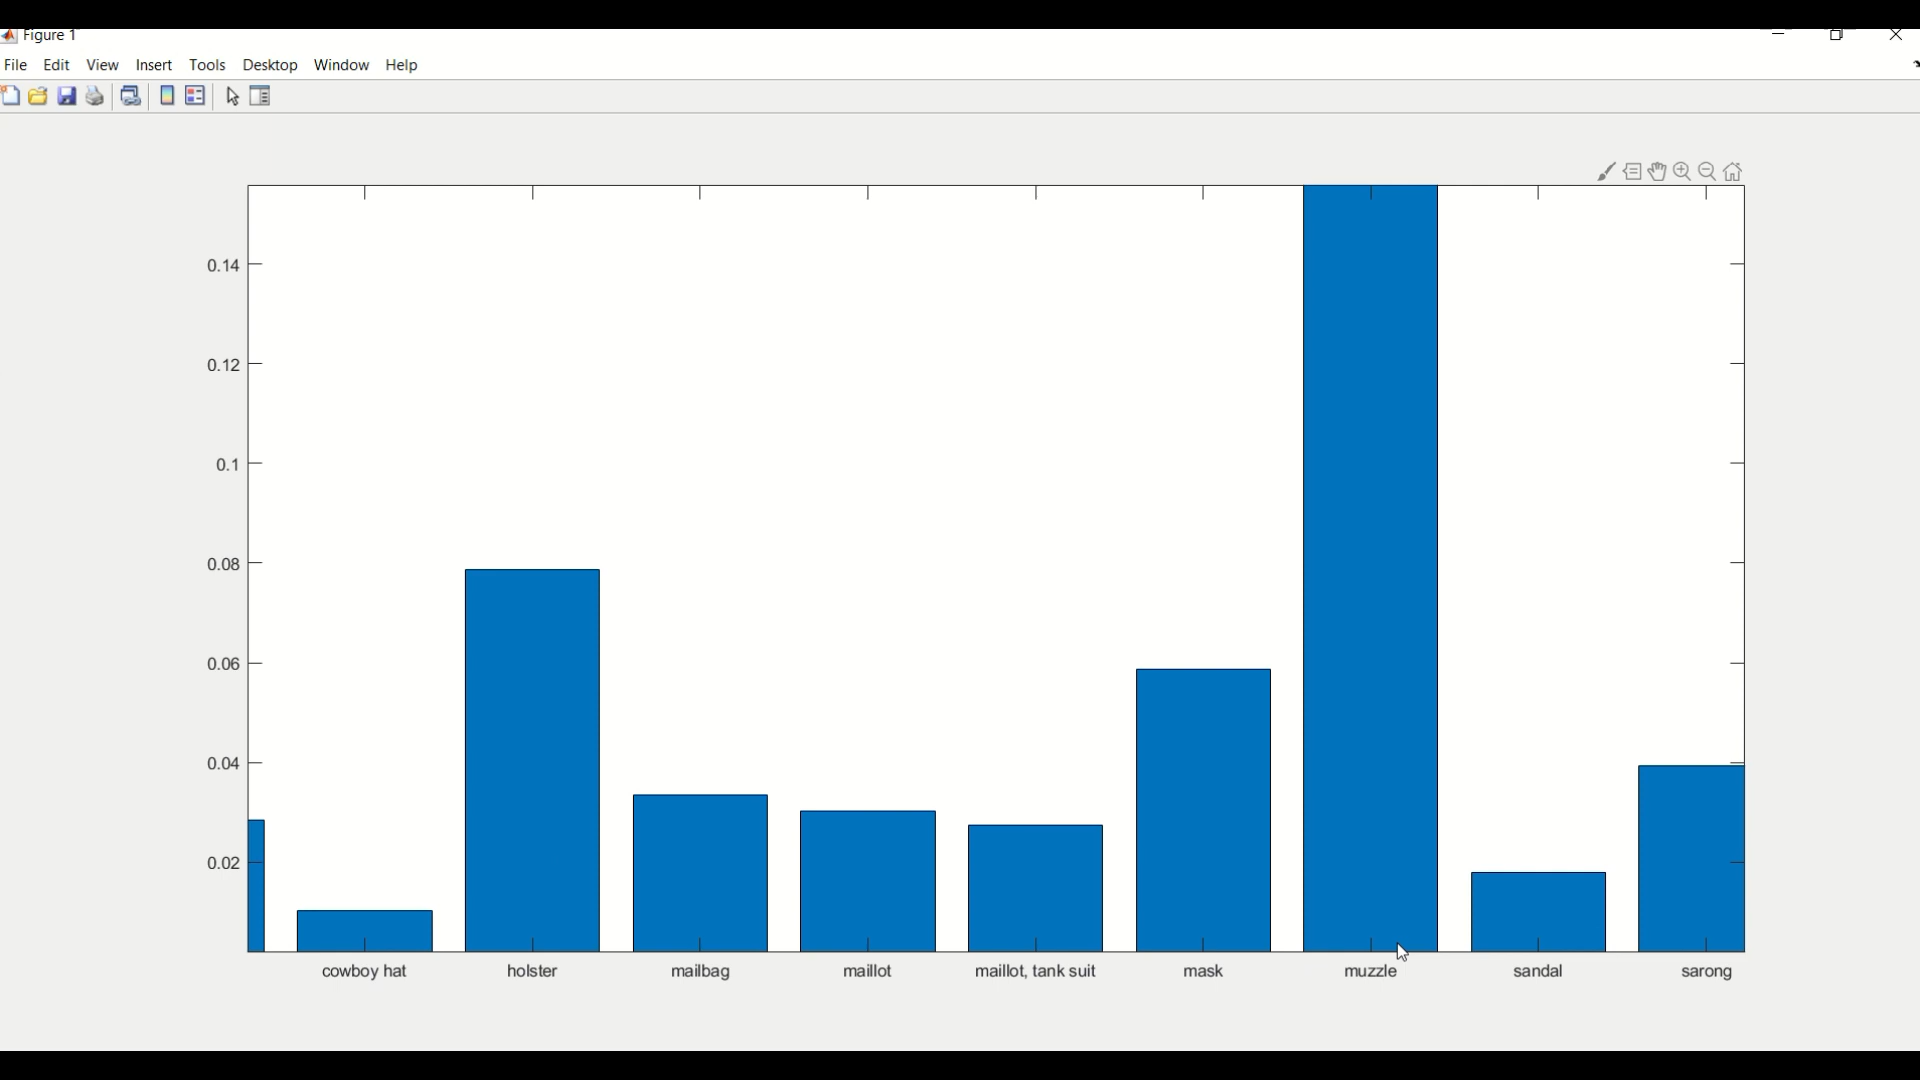 Figure 1
File Edit View Insert Tools Desktop Window Help
0.14
0.12
0.1
0.08
0.06
0.04
0.02
cowboy hat holster mailbag maillot maillot, tank suit mask muzzle sandal sarong